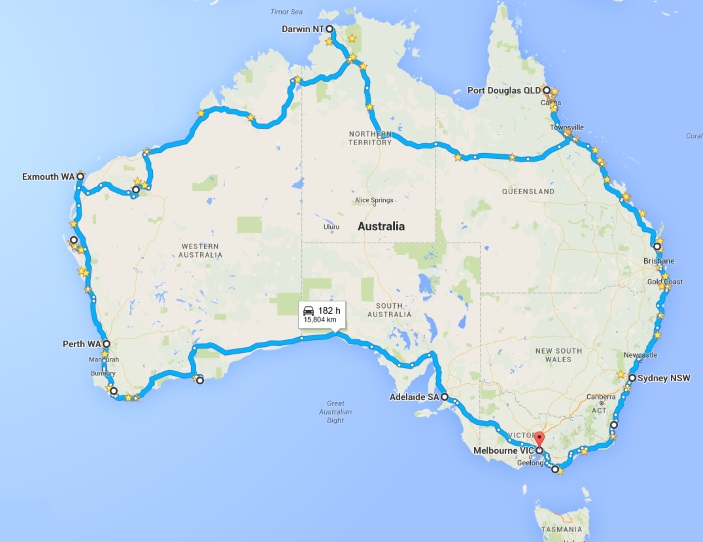 Timor Sea
Darwin NT
Port Douglas QLD
Cairns
Townsville
Coral
NORTHERN
TERRITORY
Exmouth WA
QUEENSLAND
Alice Springs
Uluru
Australia
WESTERN
AUSTRALIA
Brisbane
Gold Coast
SOUTH
AUSTRALIA
182 h
15,804 km
Perth WA
Mandurah
Bunbury
NEW SOUTH
WALES
Newcastle
Sydney NSW
Adelaide SA
Canberra
ACT
Great
Australian
Bight
VICTORIA
Melbourne VIC
Geelong
TASMANIA